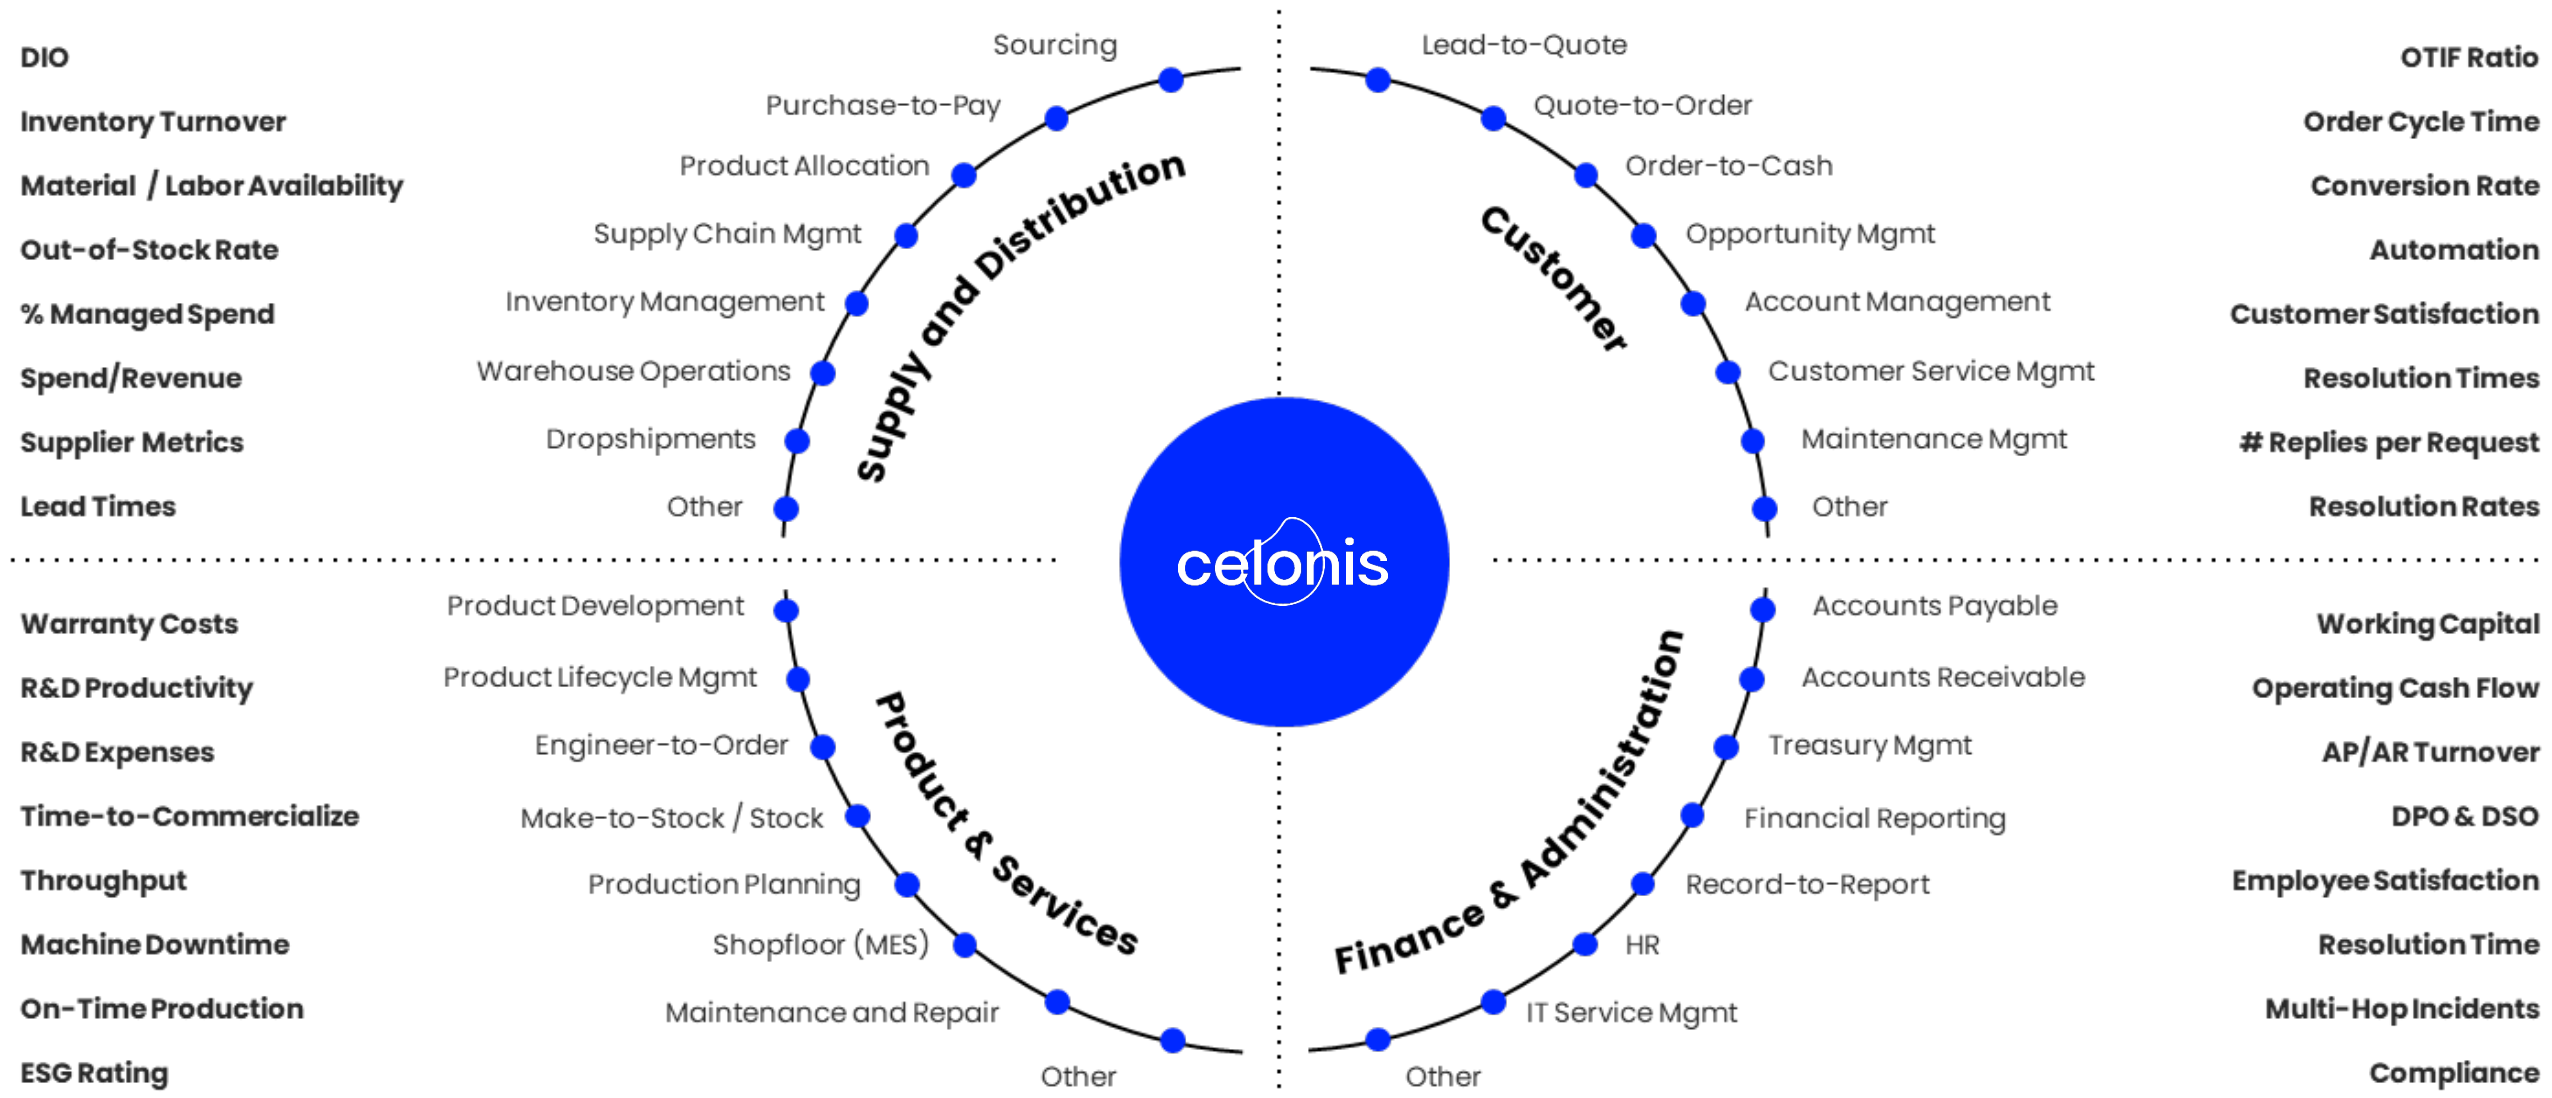 DIO
Inventory Turnover
Material / Labor Availability
Out-of-Stock Rate
% Managed Spend
Spend/Revenue
Supplier Metrics
Lead Times
Sourcing
Purchase-to-Pay
Product Allocation
Supply Chain Mgmt
Inventory Management
Warehouse Operations
Dropshipments
Other
Supply and Distribution
Lead-to-Quote
Quote-to-Order
Order-to-Cash
Opportunity Mgmt
Account Management
Customer Service Mgmt
Maintenance Mgmt
Other
Customer
OTIF Ratio
Order Cycle Time
Conversion Rate
Automation
Customer Satisfaction
Resolution Times
# Replies per Request
Resolution Rates
celonis
Warranty Costs
R&D Productivity
R&D Expenses
Time-to-Commercialize
Throughput
Machine Downtime
On-Time Production
ESG Rating
Product Development
Product Lifecycle Mgmt
Engineer-to-Order
Make-to-Stock / Stock
Production Planning
Shopfloor (MES)
Maintenance and Repair
Other
Product & Services
Accounts Payable
Accounts Receivable
Treasury Mgmt
Financial Reporting
Record-to-Report
HR
IT Service Mgmt
Other
Finance & Administration
Working Capital
Operating Cash Flow
AP/AR Turnover
DPO & DSO
Employee Satisfaction
Resolution Time
Multi-Hop Incidents
Compliance